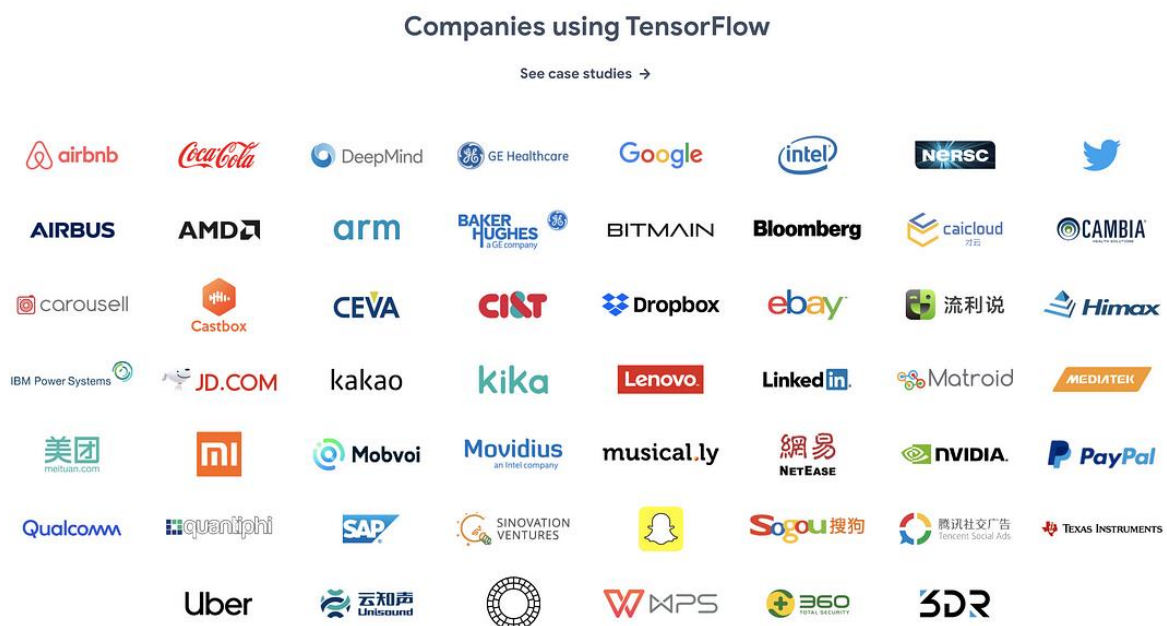 Companies using TensorFlow
See case studies →
airbnb
Coca-Cola
DeepMind
GE Healthcare
Google
intel
NERSC
AIRBUS
AMD
arm
BAKER
HUGHES
a GE company
BITMAIN
Bloomberg
caicloud
才云
CAMBIA
HEALTH SOLUTIONS
carousell
Castbox
CEVA
CI&T
Dropbox
ebay
流利说
Himax
IBM Power Systems
JD.COM
kakao
kika
Lenovo
LinkedIn
Matroid
MEDIATEK
美团
meituan.com
MI
Mobvoi
Movidius
an Intel company
musical.ly
網易
NETEASE
NVIDIA
PayPal
Qualcomm
quantiphi
SAP
SINOVATION
VENTURES
Sogou 搜狗
腾讯社交广告
Tencent Social Ads
TEXAS INSTRUMENTS
Uber
云知声
Unisound
WPS
360
TOTAL SECURITY
3DR